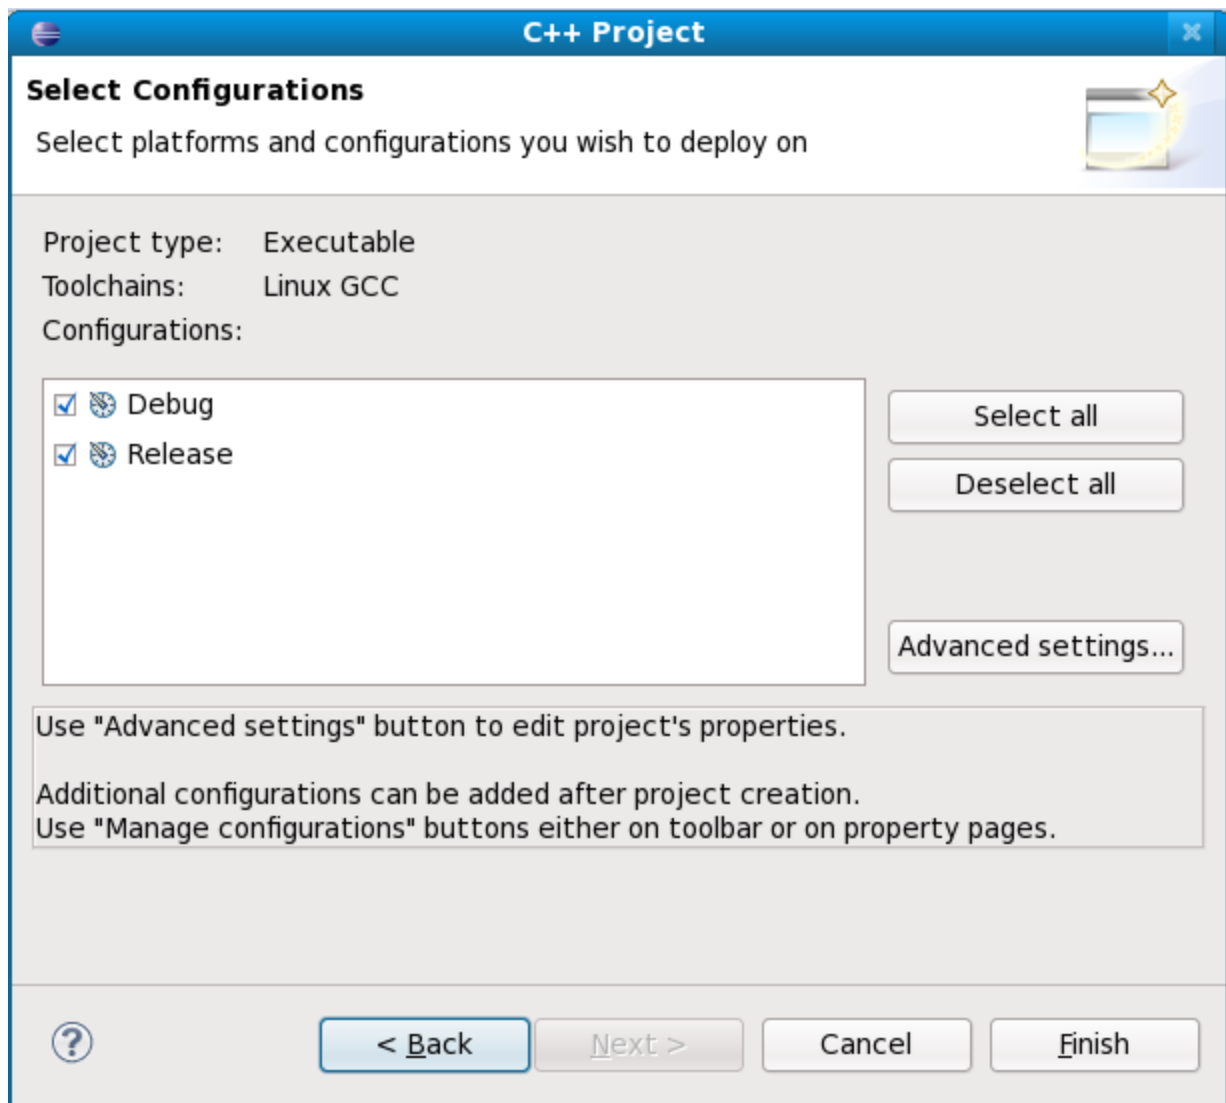 C++ Project
Select Configurations
Select platforms and configurations you wish to deploy on
Project type: Executable
Toolchains: Linux GCC
Configurations:
Debug
Release
Select all
Deselect all
Advanced settings...
Use "Advanced settings" button to edit project's properties.
Additional configurations can be added after project creation.
Use "Manage configurations" buttons either on toolbar or on property pages.
?
< Back
Next >
Cancel
Finish